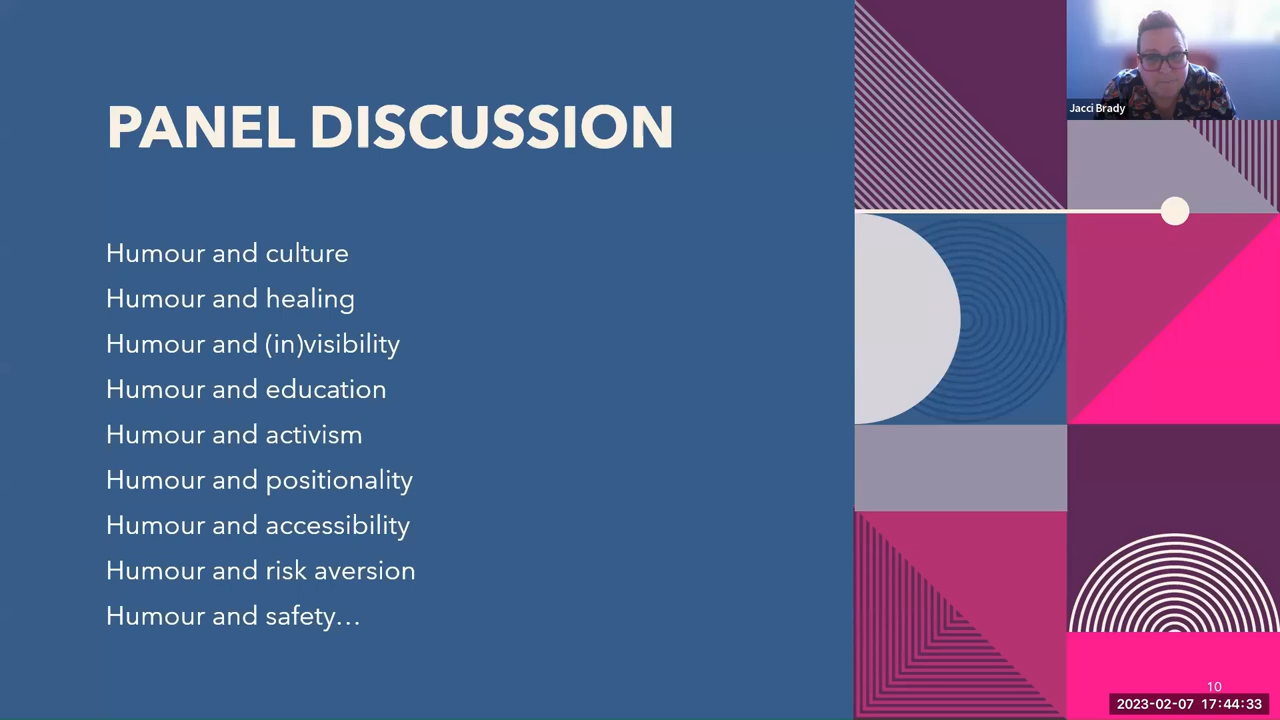 PANEL DISCUSSION
Humour and culture
Humour and healing
Humour and (in)visibility
Humour and education
Humour and activism
Humour and positionality
Humour and accessibility
Humour and risk aversion
Humour and safety…
Jacci Brady
10
2023-02-07 17:44:33